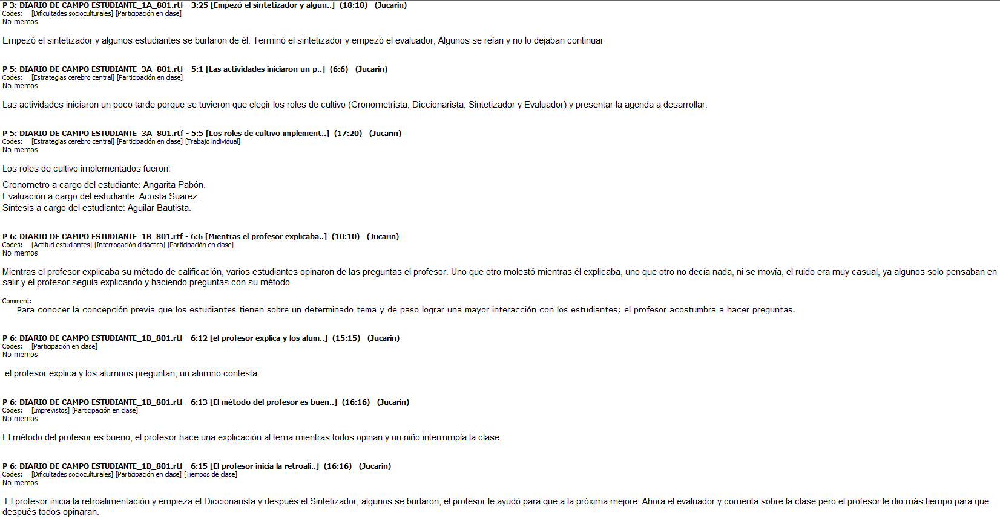 P 3: DIARIO DE CAMPO ESTUDIANTE_1A_801.rtf - 3:25 [Empezó el sintetizador y algun..]  (18:18)   (Jucarin)
Codes:    [Dificultades socioculturales] [Participación en clase]
No memos
Empezó el sintetizador y algunos estudiantes se burlaron de él. Terminó el sintetizador y empezó el evaluador, Algunos se reían y no lo dejaban continuar
P 5: DIARIO DE CAMPO ESTUDIANTE_3A_801.rtf - 5:1 [Las actividades iniciaron un p..]  (6:6)   (Jucarin)
Codes:    [Estrategias cerebro central] [Participación en clase]
No memos
Las actividades iniciaron un poco tarde porque se tuvieron que elegir los roles de cultivo (Cronometrista, Diccionarista, Sintetizador y Evaluador) y presentar la agenda a desarrollar.
P 5: DIARIO DE CAMPO ESTUDIANTE_3A_801.rtf - 5:5 [Los roles de cultivo implement..]  (17:20)   (Jucarin)
Codes:    [Estrategias cerebro central] [Participación en clase] [Trabajo individual]
No memos
Los roles de cultivo implementados fueron:
Cronometro a cargo del estudiante: Angarita Pabón.
Evaluación a cargo del estudiante: Acosta Suarez.
Síntesis a cargo del estudiante: Aguilar Bautista.
P 6: DIARIO DE CAMPO ESTUDIANTE_1B_801.rtf - 6:6 [Mientras el profesor explicaba..]  (10:10)   (Jucarin)
Codes:    [Actitud estudiantes] [Interrogación didáctica] [Participación en clase]
No memos
Mientras el profesor explicaba su método de calificación, varios estudiantes opinaron de las preguntas el profesor. Uno que otro molestó mientras él explicaba, uno que otro no decía nada, ni se movía, el ruido era muy casual, ya algunos solo pensaban en
salir y el profesor seguía explicando y haciendo preguntas con su método.
Comment:
Para conocer la concepción previa que los estudiantes tienen sobre un determinado tema y de paso lograr una mayor interacción con los estudiantes; el profesor acostumbra a hacer preguntas.
P 6: DIARIO DE CAMPO ESTUDIANTE_1B_801.rtf - 6:12 [el profesor explica y los alum..]  (15:15)   (Jucarin)
Codes:    [Participación en clase]
No memos
el profesor explica y los alumnos preguntan, un alumno contesta.
P 6: DIARIO DE CAMPO ESTUDIANTE_1B_801.rtf - 6:13 [El método del profesor es buen..]  (16:16)   (Jucarin)
Codes:    [Imprevistos] [Participación en clase]
No memos
El método del profesor es bueno, el profesor hace una explicación al tema mientras todos opinan y un niño interrumpía la clase.
P 6: DIARIO DE CAMPO ESTUDIANTE_1B_801.rtf - 6:15 [El profesor inicia la retroali..]  (16:16)   (Jucarin)
Codes:    [Dificultades socioculturales] [Participación en clase] [Tiempos de clase]
No memos
El profesor inicia la retroalimentación y empieza el Diccionarista y después el Sintetizador, algunos se burlaron, el profesor le ayudó para que a la próxima mejore. Ahora el evaluador y comenta sobre la clase pero el profesor le dio más tiempo para que
después todos opinaran.